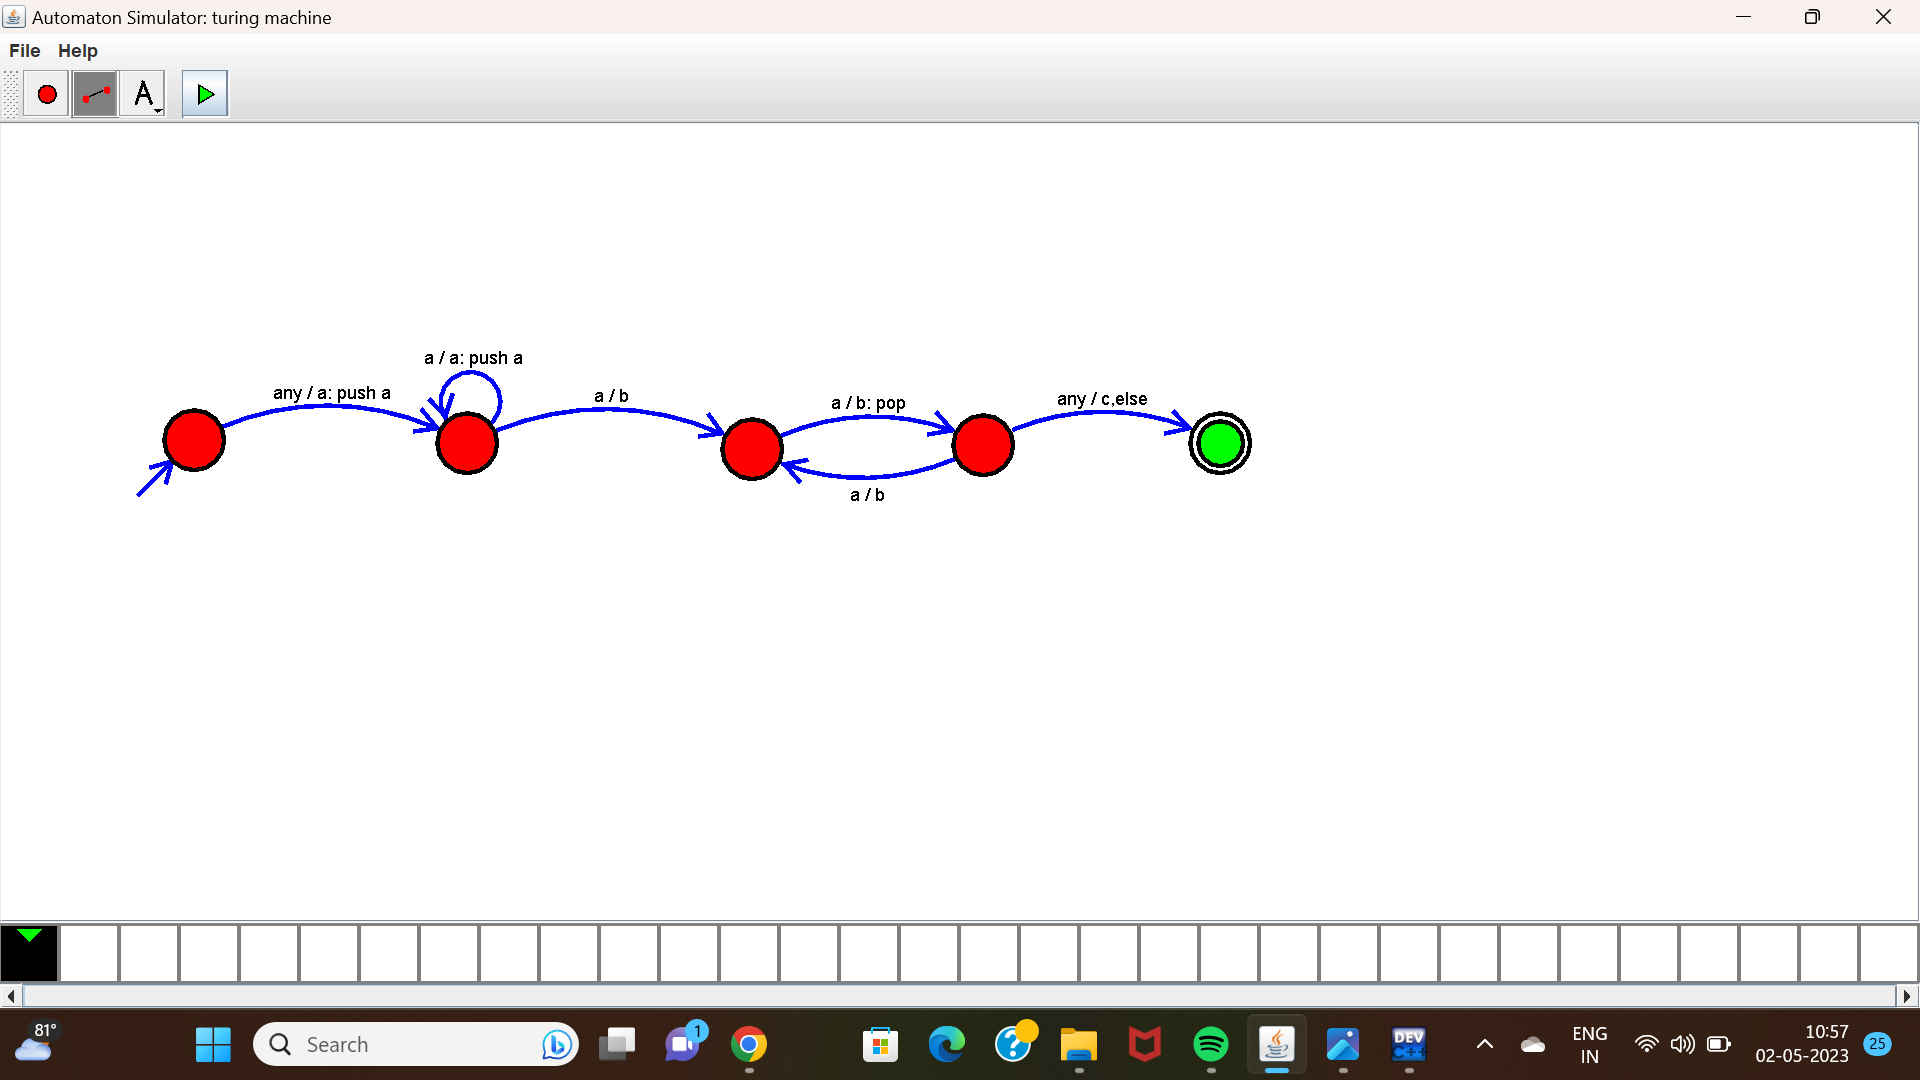 Automaton Simulator: turing machine
File Help
A
a / a: push a
any / a: push a
a / b
a / b: pop
any / c,else
a / b
81°
Search
1
DEV
C++
ENG
IN
10:57
02-05-2023
25